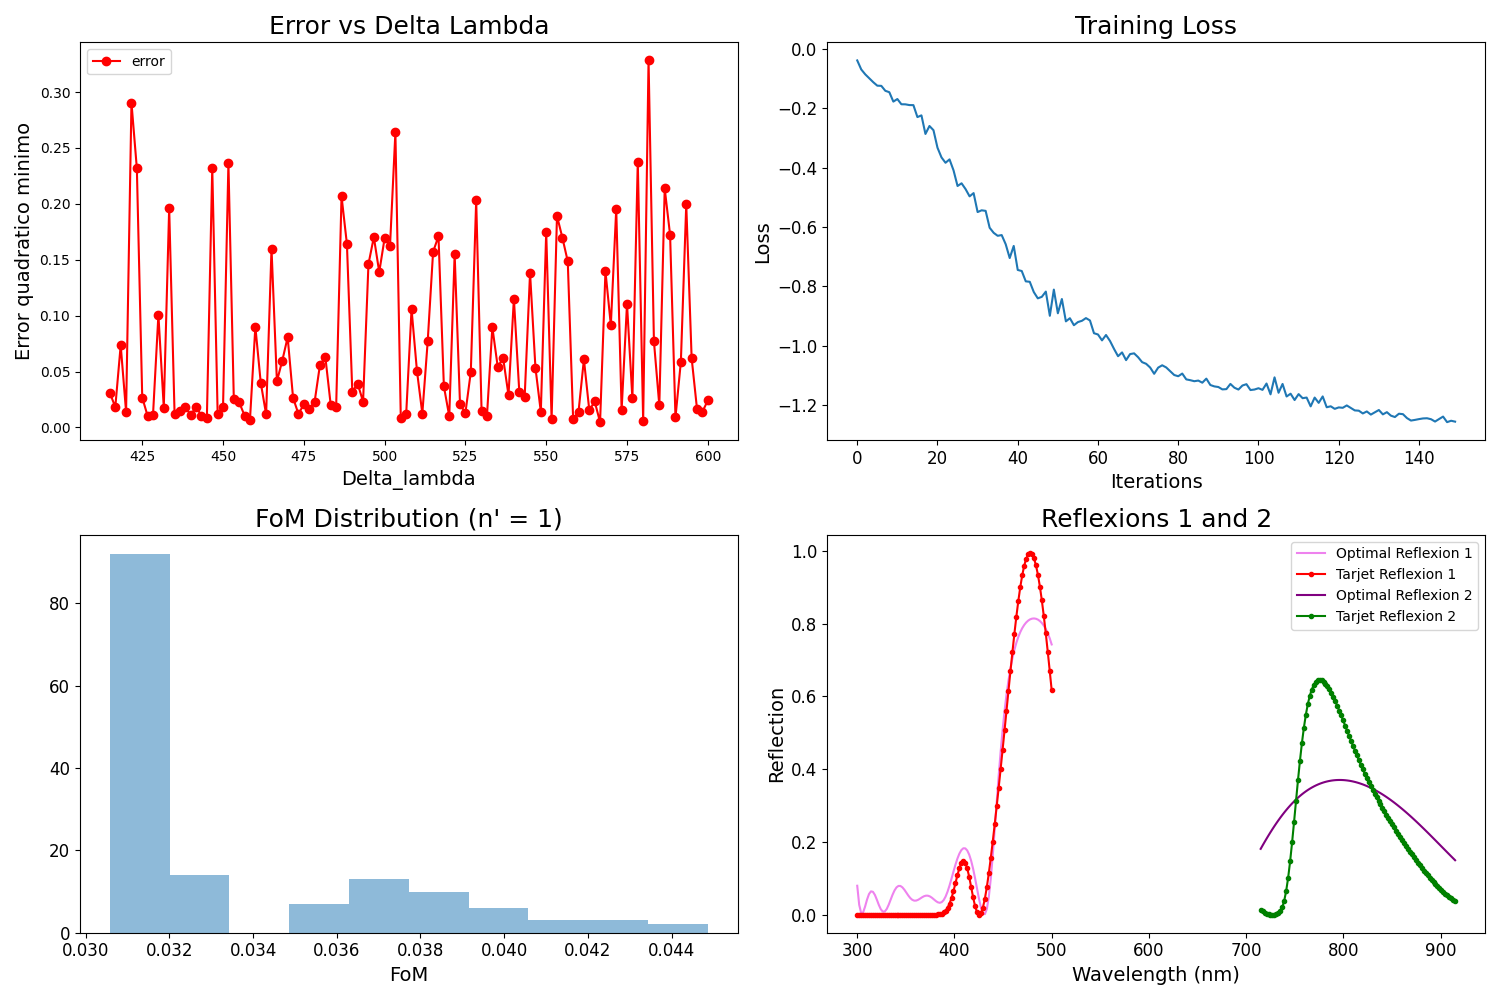 Error vs Delta Lambda
error
Error quadratico minimo
0.30
0.25
0.20
0.15
0.10
0.05
0.00
425 450 475 500 525 550 575 600
Delta_lambda
Training Loss
Loss
0.0
−0.2
−0.4
−0.6
−0.8
−1.0
−1.2
0 20 40 60 80 100 120 140
Iterations
FoM Distribution (n' = 1)
80
60
40
20
0
0.030 0.032 0.034 0.036 0.038 0.040 0.042 0.044
FoM
Reflexions 1 and 2
Optimal Reflexion 1
Tarjet Reflexion 1
Optimal Reflexion 2
Tarjet Reflexion 2
Reflection
1.0
0.8
0.6
0.4
0.2
0.0
300 400 500 600 700 800 900
Wavelength (nm)